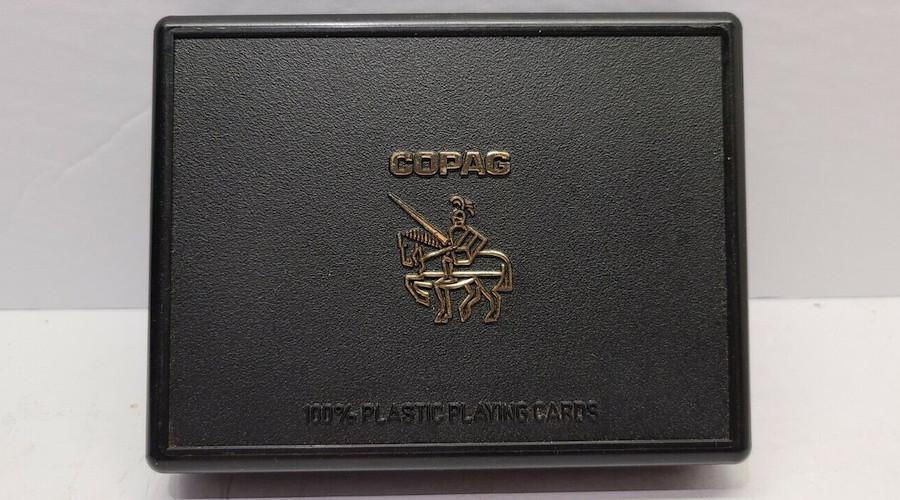 COPAG
100% PLASTIC PLAYING CARDS